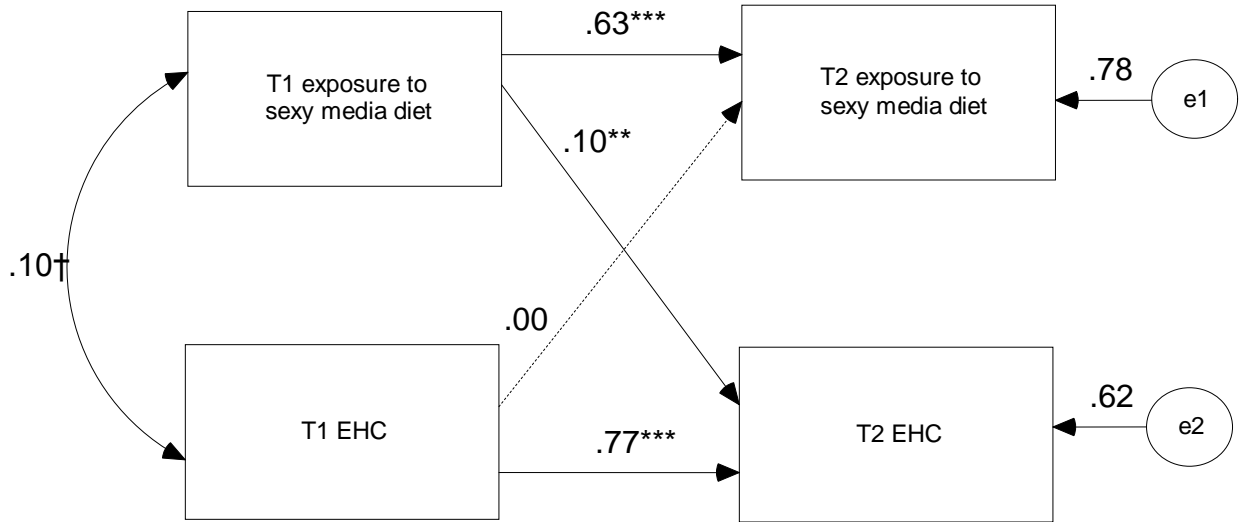 .63***
T1 exposure to
sexy media diet
T2 exposure to
sexy media diet
.78
e1
.10**
.10†
.00
T1 EHC
.77***
T2 EHC
.62
e2